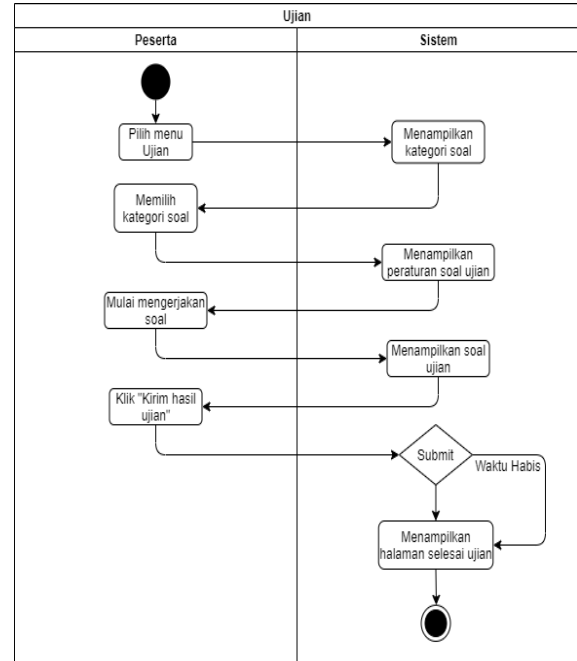 Ujian
Peserta
Sistem
Pilih menu
Ujian
Menampilkan
kategori soal
Memilih
kategori soal
Menampilkan
peraturan soal ujian
Mulai mengerjakan
soal
Menampilkan soal
ujian
Klik "Kirim hasil
ujian"
Submit
Waktu Habis
Menampilkan
halaman selesai ujian